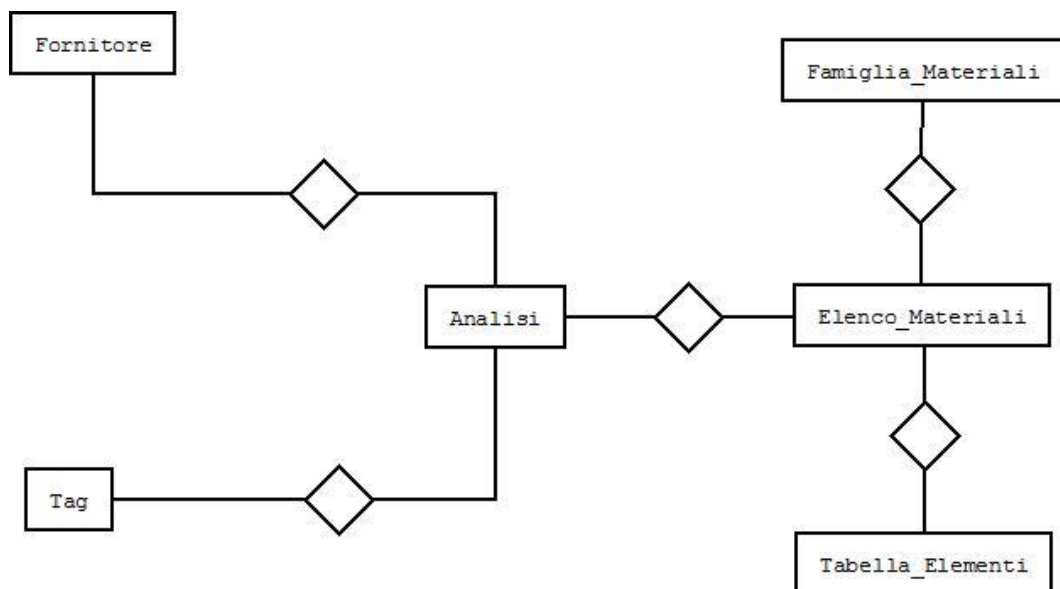 Fornitore
Famiglia_Materiali
Analisi
Elenco_Materiali
Tag
Tabella_Elementi